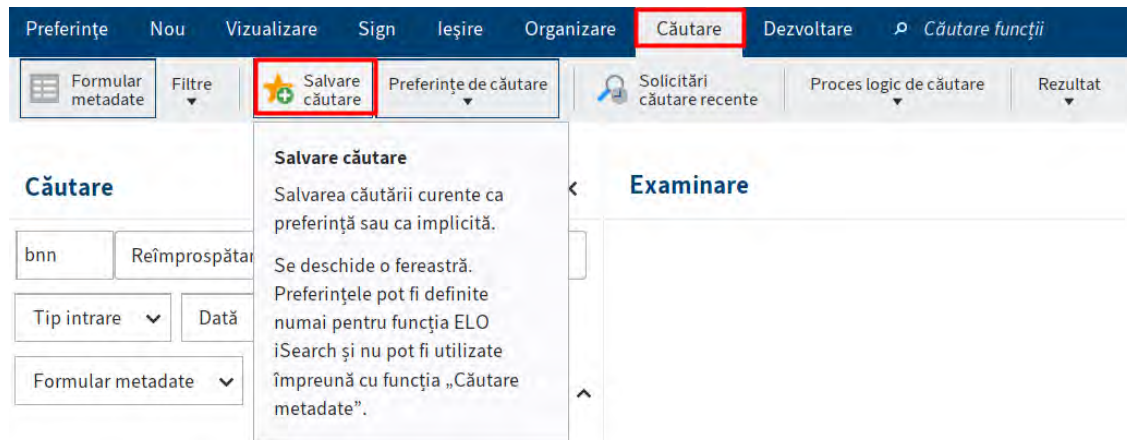 Preferințe Nou Vizualizare Sign Ieșire Organizare Căutare Dezvoltare Căutare funcții
Formular metadate Filtre Salvare căutare Preferințe de căutare Solicitări căutare recente Proces logic de căutare Rezultat
Salvare căutare
Salvarea căutării curente ca
preferință sau ca implicită.
Se deschide o fereastră.
Preferințele pot fi definite
numai pentru funcția ELO
iSearch și nu pot fi utilizate
împreună cu funcția „Căutare
metadate”.
Căutare
Examinare
bnn
Tip intrare Dată
Formular metadate